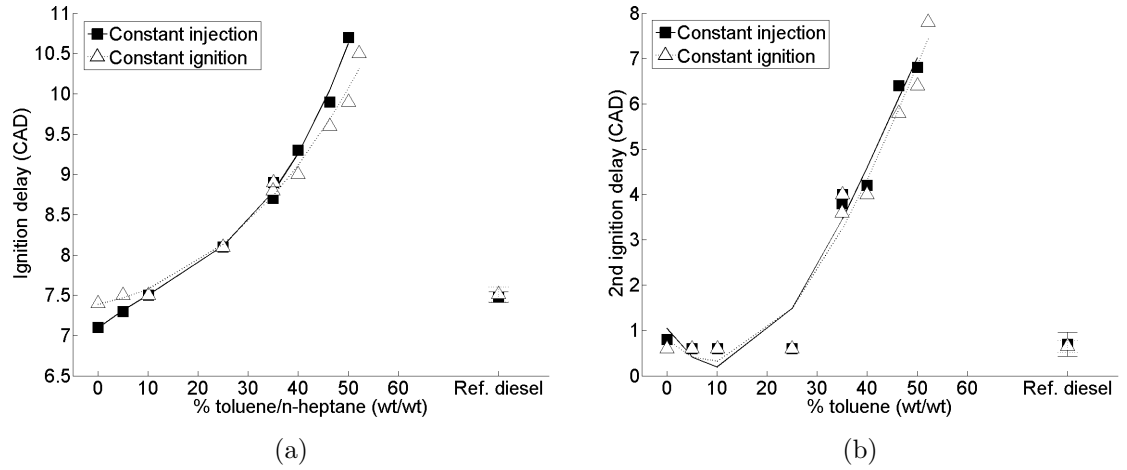 11
10.5
10
9.5
9
8.5
8
7.5
7
6.5
Ignition delay (CAD)
Constant injection
Constant ignition
0 10 20 30 40 50 60 Ref. diesel
% toluene/n-heptane (wt/wt)
(a)
8
7
6
5
4
3
2
1
0
2nd ignition delay (CAD)
Constant injection
Constant ignition
0 10 20 30 40 50 60 Ref. diesel
% toluene (wt/wt)
(b)